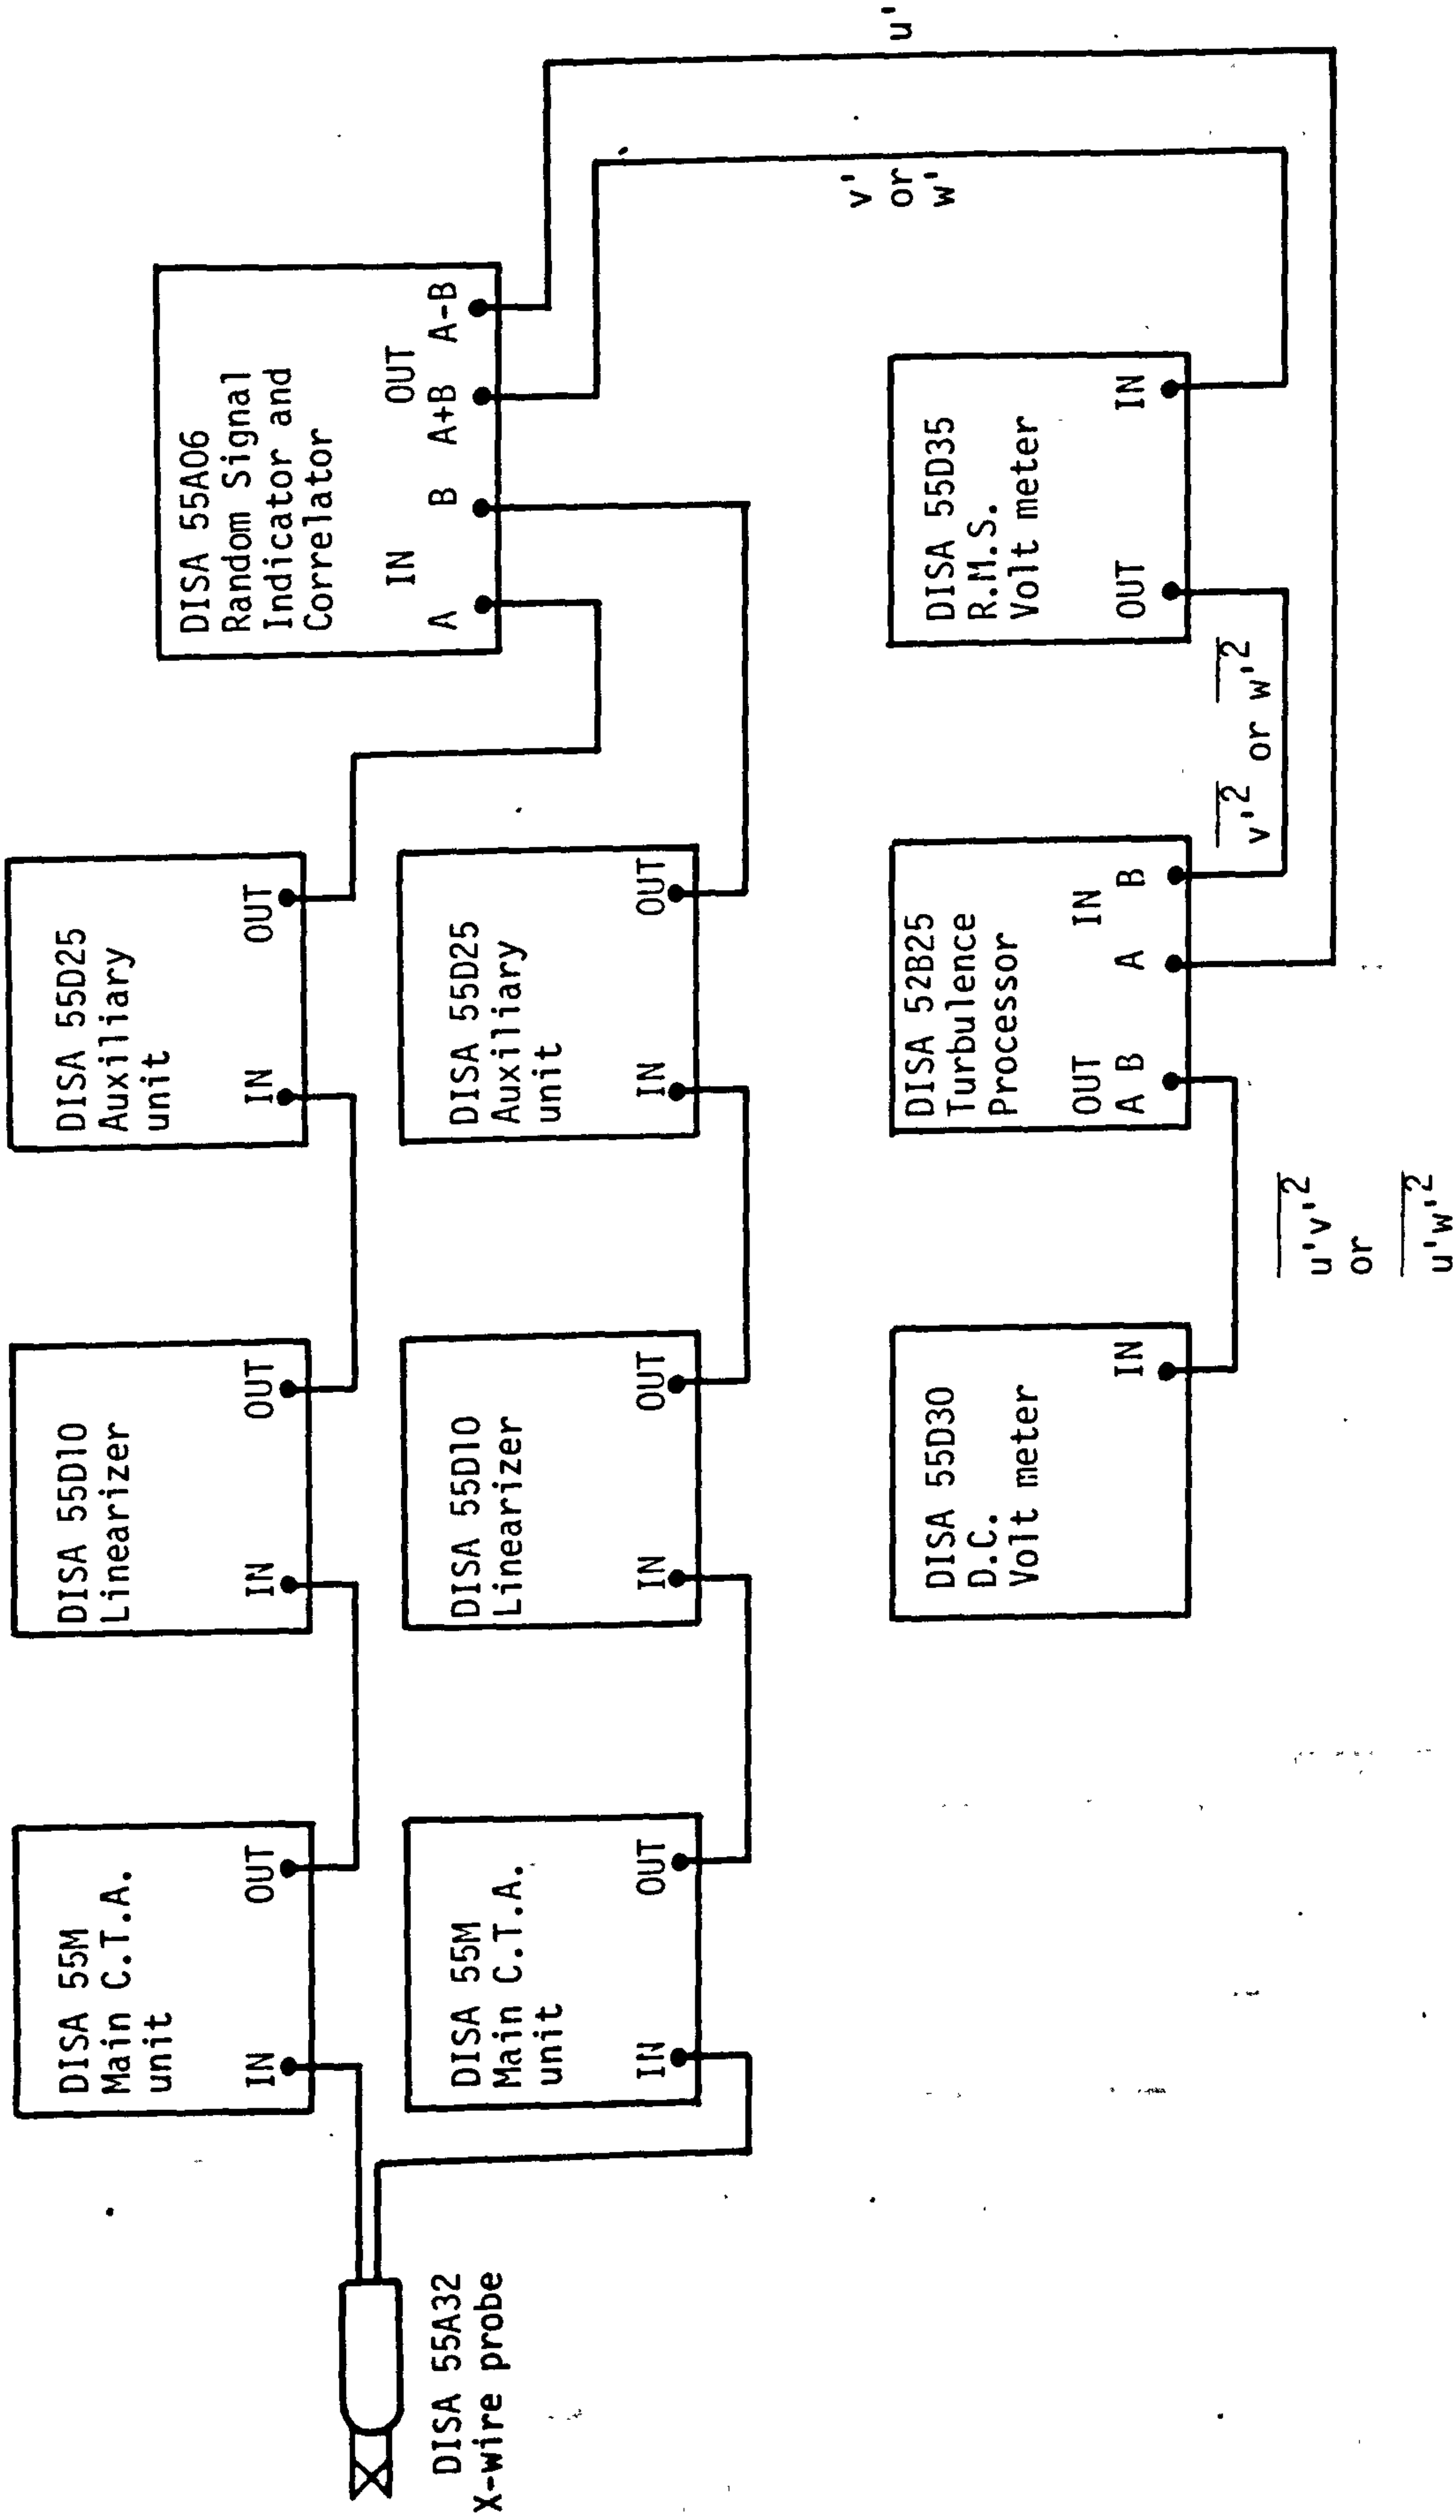 DISA 55A32
X-wire probe
DISA 55M
Main C.T.A.
unit
IN OUT
DISA 55D10
Linearizer
IN OUT
DISA 55D25
Auxiliary
unit
IN OUT
DISA 55A06
Random Signal
Indicator and
Correlator
IN OUT
A B A+B A-B
DISA 55M
Main C.T.A.
unit
IN OUT
DISA 55D10
Linearizer
IN OUT
DISA 55D25
Auxiliary
unit
IN OUT
DISA 55D30
D.C.
Volt meter
IN
DISA 52B25
Turbulence
Processor
OUT IN
A B A B
DISA 55D35
R.M.S.
Volt meter
OUT IN
v'
or
w'
u'
v'² or w'²
u'v'²
or
u'w'²